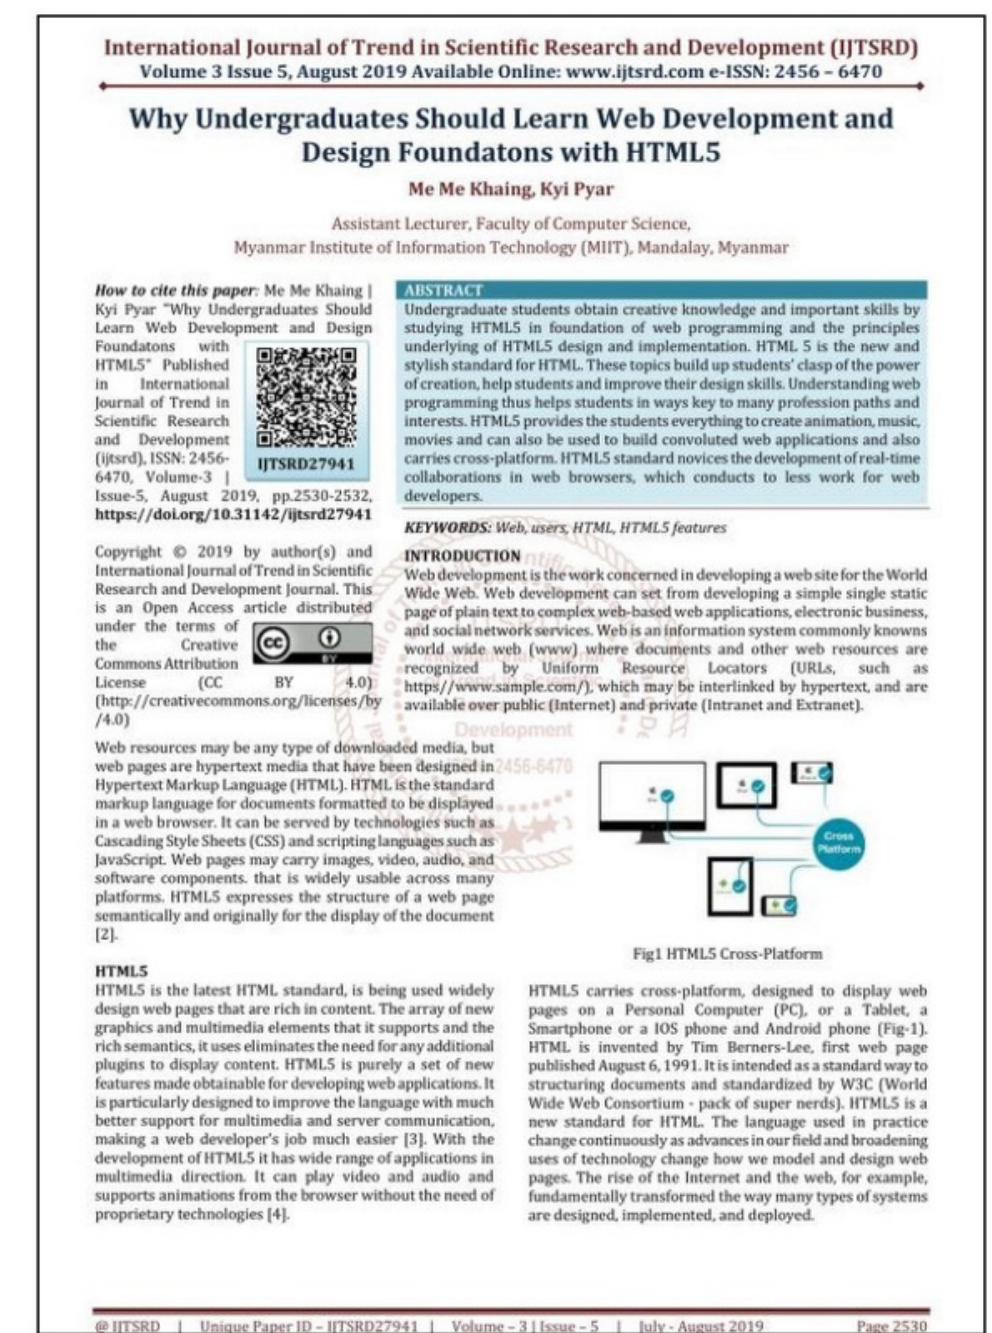 International Journal of Trend in Scientific Research and Development (IJTSRD)
Volume 3 Issue 5, August 2019 Available Online: www.ijtsrd.com e-ISSN: 2456 – 6470
Why Undergraduates Should Learn Web Development and
Design Foundatons with HTML5
Me Me Khaing, Kyi Pyar
Assistant Lecturer, Faculty of Computer Science,
Myanmar Institute of Information Technology (MIIT), Mandalay, Myanmar
How to cite this paper: Me Me Khaing |
Kyi Pyar "Why Undergraduates Should
Learn Web Development and Design
Foundatons with
HTML5" Published
in International
Journal of Trend in
Scientific Research
and Development
(ijtsrd), ISSN: 2456-
6470, Volume-3 |
Issue-5, August 2019, pp.2530-2532,
https://doi.org/10.31142/ijtsrd27941
IJTSRD27941
Copyright © 2019 by author(s) and
International Journal of Trend in Scientific
Research and Development Journal. This
is an Open Access article distributed
under the terms of
the Creative
Commons Attribution
License (CC BY 4.0)
(http://creativecommons.org/licenses/by
/4.0)
cc
BY
ABSTRACT
Undergraduate students obtain creative knowledge and important skills by
studying HTML5 in foundation of web programming and the principles
underlying of HTML5 design and implementation. HTML 5 is the new and
stylish standard for HTML. These topics build up students' clasp of the power
of creation, help students and improve their design skills. Understanding web
programming thus helps students in ways key to many profession paths and
interests. HTML5 provides the students everything to create animation, music,
movies and can also be used to build convoluted web applications and also
carries cross-platform. HTML5 standard novices the development of real-time
collaborations in web browsers, which conducts to less work for web
developers.
KEYWORDS: Web, users, HTML, HTML5 features
INTRODUCTION
Web development is the work concerned in developing a web site for the World
Wide Web. Web development can set from developing a simple single static
page of plain text to complex web-based web applications, electronic business,
and social network services. Web is an information system commonly knowns
world wide web (www) where documents and other web resources are
recognized by Uniform Resource Locators (URLs, such as
https//www.sample.com/), which may be interlinked by hypertext, and are
available over public (Internet) and private (Intranet and Extranet).
Development
2456-6470
Web resources may be any type of downloaded media, but
web pages are hypertext media that have been designed in
Hypertext Markup Language (HTML). HTML is the standard
markup language for documents formatted to be displayed
in a web browser. It can be served by technologies such as
Cascading Style Sheets (CSS) and scripting languages such as
JavaScript. Web pages may carry images, video, audio, and
software components. that is widely usable across many
platforms. HTML5 expresses the structure of a web page
semantically and originally for the display of the document
[2].
HTML5
HTML5 is the latest HTML standard, is being used widely
design web pages that are rich in content. The array of new
graphics and multimedia elements that it supports and the
rich semantics, it uses eliminates the need for any additional
plugins to display content. HTML5 is purely a set of new
features made obtainable for developing web applications. It
is particularly designed to improve the language with much
better support for multimedia and server communication,
making a web developer's job much easier [3]. With the
development of HTML5 it has wide range of applications in
multimedia direction. It can play video and audio and
supports animations from the browser without the need of
proprietary technologies [4].
Cross
Platform
Fig1 HTML5 Cross-Platform
HTML5 carries cross-platform, designed to display web
pages on a Personal Computer (PC), or a Tablet, a
Smartphone or a IOS phone and Android phone (Fig-1).
HTML is invented by Tim Berners-Lee, first web page
published August 6, 1991. It is intended as a standard way to
structuring documents and standardized by W3C (World
Wide Web Consortium - pack of super nerds). HTML5 is a
new standard for HTML. The language used in practice
change continuously as advances in our field and broadening
uses of technology change how we model and design web
pages. The rise of the Internet and the web, for example,
fundamentally transformed the way many types of systems
are designed, implemented, and deployed.
@ IJTSRD | Unique Paper ID – IJTSRD27941 | Volume – 3 | Issue – 5 | July - August 2019 Page 2530